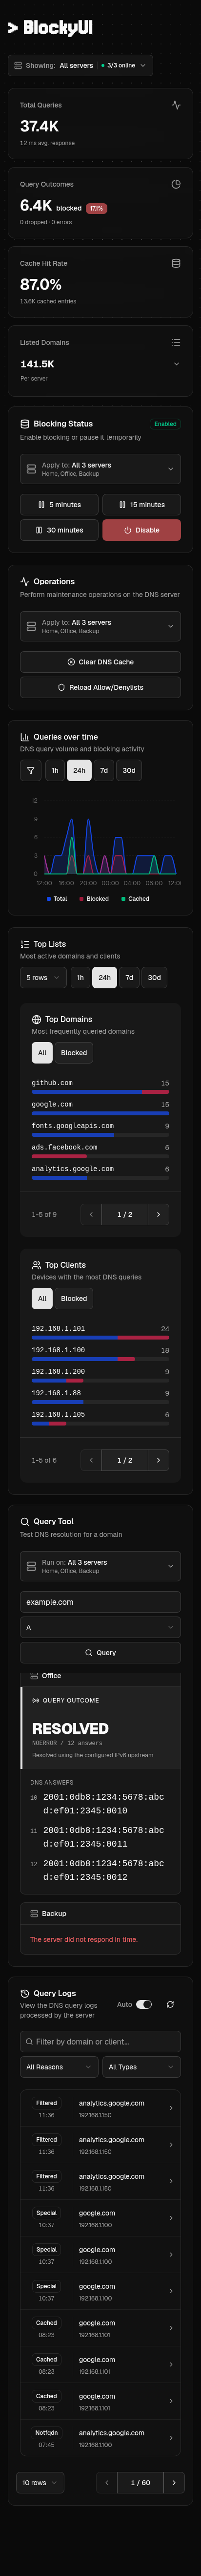 > BlockyUI
Showing: All servers 3/3 online
Total Queries
37.4K
12 ms avg. response
Query Outcomes
6.4K blocked 17.1%
0 dropped · 0 errors
Cache Hit Rate
87.0%
13.6K cached entries
Listed Domains
141.5K
Per server
Blocking Status Enabled
Enable blocking or pause it temporarily
Apply to: All 3 servers
Home, Office, Backup
5 minutes 15 minutes
30 minutes Disable
Operations
Perform maintenance operations on the DNS server
Apply to: All 3 servers
Home, Office, Backup
Clear DNS Cache
Reload Allow/Denylists
Queries over time
DNS query volume and blocking activity
1h 24h 7d 30d
12
9
6
3
0
12:00 16:00 20:00 00:00 04:00 08:00 12:0
Total Blocked Cached
Top Lists
Most active domains and clients
5 rows 1h 24h 7d 30d
Top Domains
Most frequently queried domains
All Blocked
github.com 15
google.com 15
fonts.googleapis.com 9
ads.facebook.com 6
analytics.google.com 6
1-5 of 9 1 / 2
Top Clients
Devices with the most DNS queries
All Blocked
192.168.1.101 24
192.168.1.100 18
192.168.1.200 9
192.168.1.88 9
192.168.1.105 6
1-5 of 6 1 / 2
Query Tool
Test DNS resolution for a domain
Run on: All 3 servers
Home, Office, Backup
example.com
A
Query
Office
QUERY OUTCOME
RESOLVED
NOERROR / 12 answers
Resolved using the configured IPv6 upstream
DNS ANSWERS
10 2001:0db8:1234:5678:abc
d:ef01:2345:0010
11 2001:0db8:1234:5678:abc
d:ef01:2345:0011
12 2001:0db8:1234:5678:abc
d:ef01:2345:0012
Backup
The server did not respond in time.
Query Logs
View the DNS query logs
processed by the server
Auto
Filter by domain or client...
All Reasons All Types
Filtered analytics.google.com
11:36 192.168.1.150
Filtered analytics.google.com
11:36 192.168.1.150
Filtered analytics.google.com
11:36 192.168.1.150
Special google.com
10:37 192.168.1.100
Special google.com
10:37 192.168.1.100
Special google.com
10:37 192.168.1.100
Cached google.com
08:23 192.168.1.101
Cached google.com
08:23 192.168.1.101
Cached google.com
08:23 192.168.1.101
Notfqdn analytics.google.com
07:45 192.168.1.100
10 rows 1 / 60